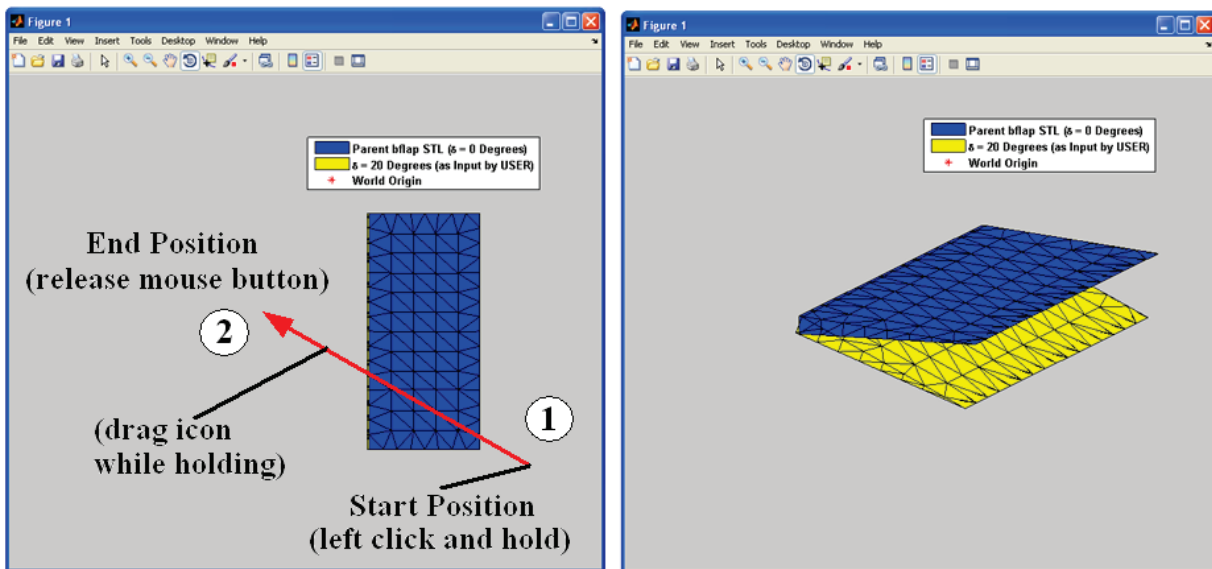 Figure 1
File Edit View Insert Tools Desktop Window Help
Parent bflap STL (δ = 0 Degrees)
δ = 20 Degrees (as Input by USER)
World Origin
End Position
(release mouse button)
2
1
(drag icon
while holding)
Start Position
(left click and hold)
Figure 1
File Edit View Insert Tools Desktop Window Help
Parent bflap STL (δ = 0 Degrees)
δ = 20 Degrees (as Input by USER)
World Origin